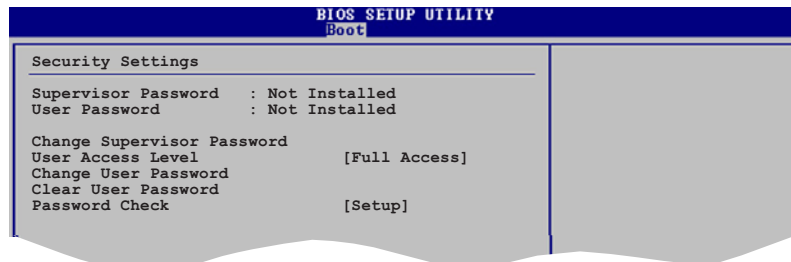 BIOS SETUP UTILITY
Boot
Security Settings
Supervisor Password : Not Installed
User Password : Not Installed
Change Supervisor Password
User Access Level [Full Access]
Change User Password
Clear User Password
Password Check [Setup]